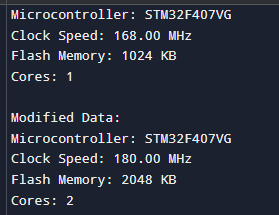 Microcontroller: STM32F407VG
Clock Speed: 168.00 MHz
Flash Memory: 1024 KB
Cores: 1
Modified Data:
Microcontroller: STM32F407VG
Clock Speed: 180.00 MHz
Flash Memory: 2048 KB
Cores: 2